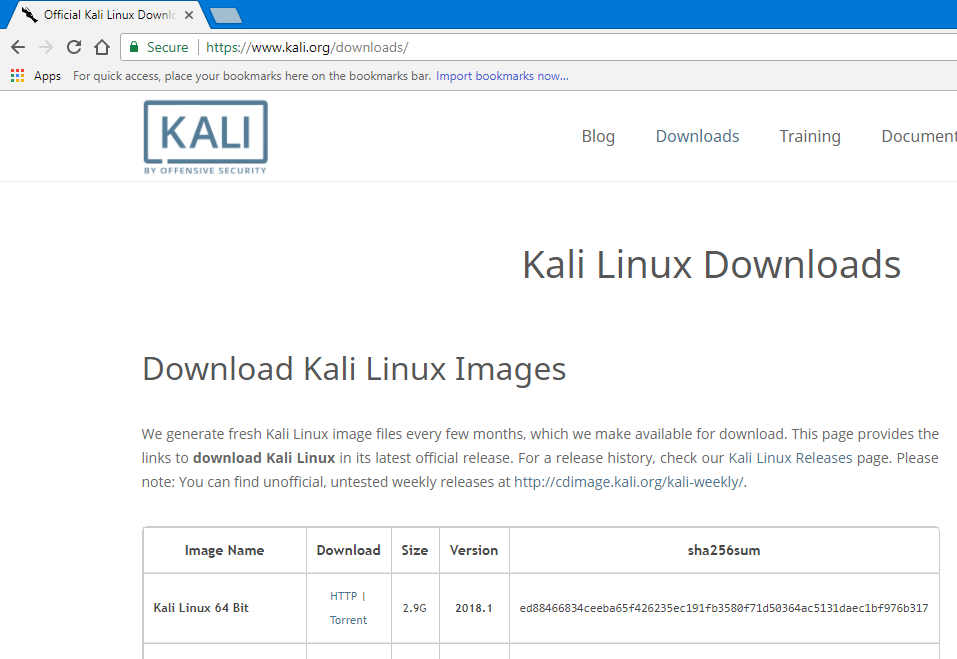 Official Kali Linux Downlo
Secure https://www.kali.org/downloads/
Apps For quick access, place your bookmarks here on the bookmarks bar. Import bookmarks now...
KALI
BY OFFENSIVE SECURITY
Blog Downloads Training Document
Kali Linux Downloads
Download Kali Linux Images
We generate fresh Kali Linux image files every few months, which we make available for download. This page provides the
links to download Kali Linux in its latest official release. For a release history, check our Kali Linux Releases page. Please
note: You can find unofficial, untested weekly releases at http://cdimage.kali.org/kali-weekly/.
Image Name Download Size Version sha256sum
Kali Linux 64 Bit HTTP | Torrent 2.9G 2018.1 ed88466834ceeba65f426235ec191fb3580f71d50364ac5131daec1bf976b317